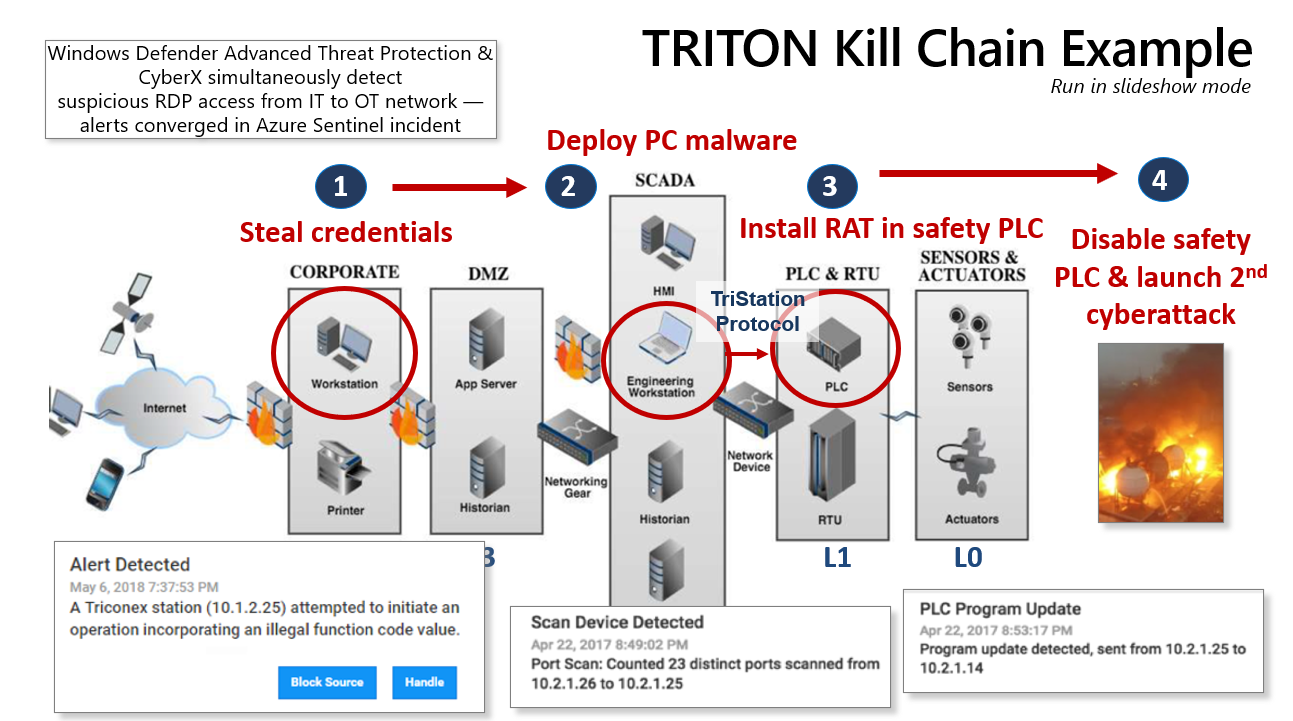 TRITON Kill Chain Example
Run in slideshow mode
Windows Defender Advanced Threat Protection &
CyberX simultaneously detect
suspicious RDP access from IT to OT network —
alerts converged in Azure Sentinel incident
1
Steal credentials
2
Deploy PC malware
3
Install RAT in safety PLC
4
Disable safety
PLC & launch 2nd
cyberattack
CORPORATE
DMZ
SCADA
PLC & RTU
SENSORS &
ACTUATORS
Internet
Workstation
Printer
App Server
Historian
Networking
Gear
HMI
Engineering
Workstation
Historian
TriStation
Protocol
Network
Device
PLC
RTU
Sensors
Actuators
3
L1
L0
Alert Detected
May 6, 2018 7:37:53 PM
A Triconex station (10.1.2.25) attempted to initiate an
operation incorporating an illegal function code value.
Block Source
Handle
Scan Device Detected
Apr 22, 2017 8:49:02 PM
Port Scan: Counted 23 distinct ports scanned from
10.2.1.26 to 10.2.1.25
PLC Program Update
Apr 22, 2017 8:53:17 PM
Program update detected, sent from 10.2.1.25 to
10.2.1.14